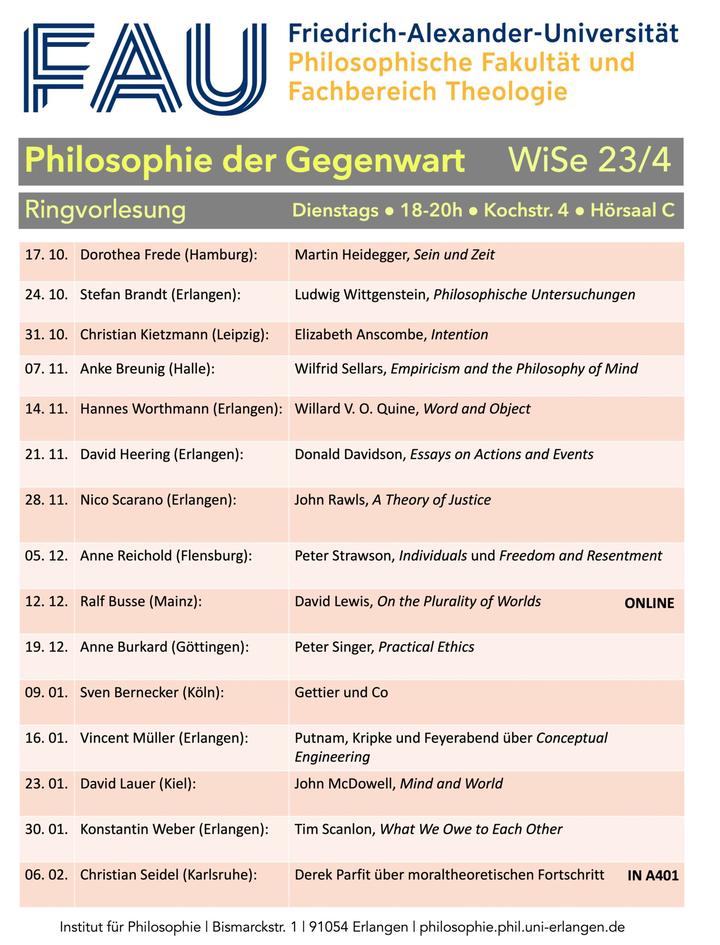 FAU Friedrich-Alexander-Universität
Philosophische Fakultät und
Fachbereich Theologie
Philosophie der Gegenwart WiSe 23/4
Ringvorlesung Dienstags ● 18-20h ● Kochstr. 4 ● Hörsaal C
17. 10. Dorothea Frede (Hamburg): Martin Heidegger, Sein und Zeit
24. 10. Stefan Brandt (Erlangen): Ludwig Wittgenstein, Philosophische Untersuchungen
31. 10. Christian Kietzmann (Leipzig): Elizabeth Anscombe, Intention
07. 11. Anke Breunig (Halle): Wilfrid Sellars, Empiricism and the Philosophy of Mind
14. 11. Hannes Worthmann (Erlangen): Willard V. O. Quine, Word and Object
21. 11. David Heering (Erlangen): Donald Davidson, Essays on Actions and Events
28. 11. Nico Scarano (Erlangen): John Rawls, A Theory of Justice
05. 12. Anne Reichold (Flensburg): Peter Strawson, Individuals und Freedom and Resentment
12. 12. Ralf Busse (Mainz): David Lewis, On the Plurality of Worlds ONLINE
19. 12. Anne Burkard (Göttingen): Peter Singer, Practical Ethics
09. 01. Sven Bernecker (Köln): Gettier und Co
16. 01. Vincent Müller (Erlangen): Putnam, Kripke und Feyerabend über Conceptual
Engineering
23. 01. David Lauer (Kiel): John McDowell, Mind and World
30. 01. Konstantin Weber (Erlangen): Tim Scanlon, What We Owe to Each Other
06. 02. Christian Seidel (Karlsruhe): Derek Parfit über moraltheoretischen Fortschritt IN A401
Institut für Philosophie | Bismarckstr. 1 | 91054 Erlangen | philosophie.phil.uni-erlangen.de